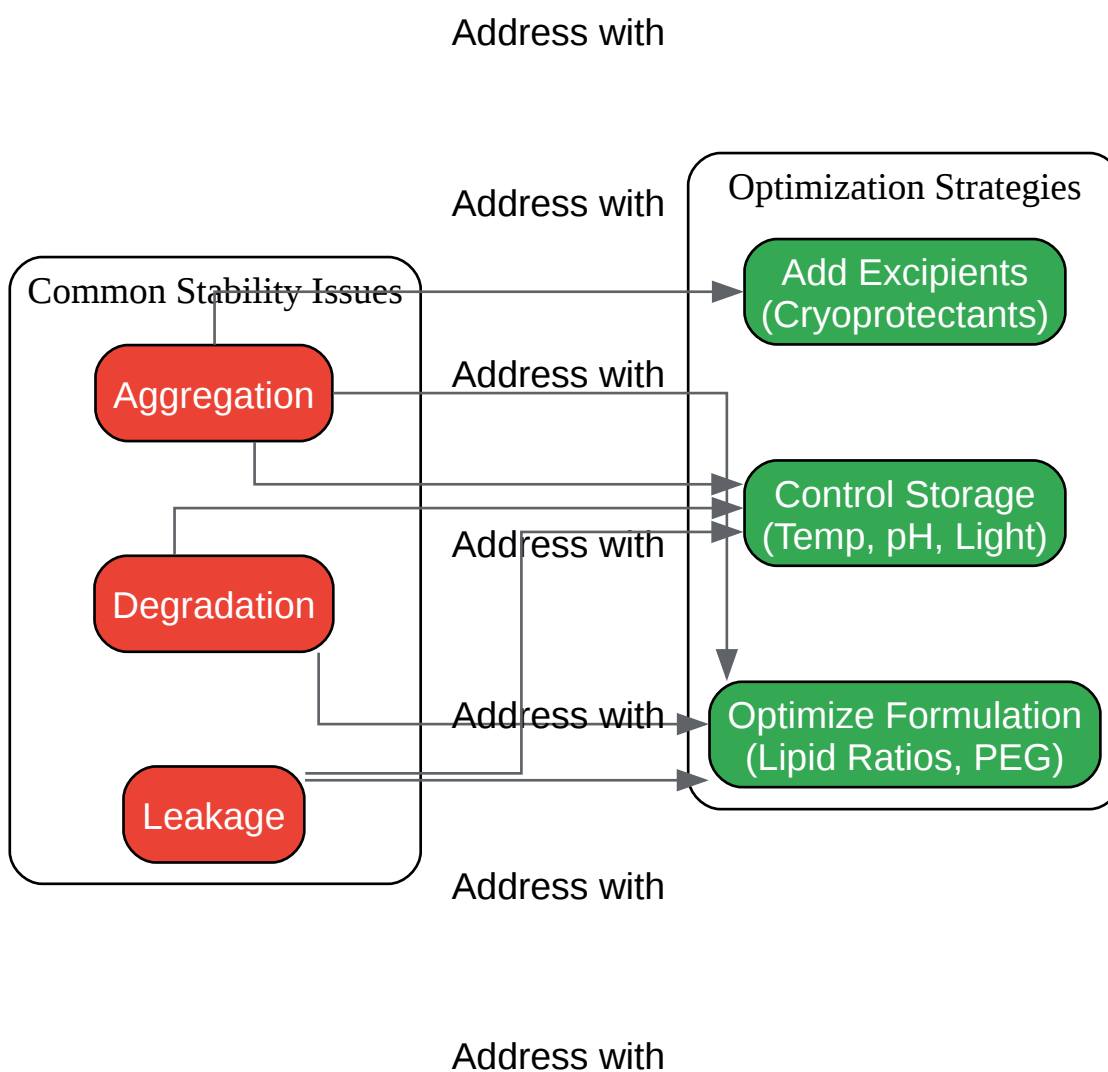 Address with
Address with
Optimization Strategies
Add Excipients
(Cryoprotectants)
Common Stability Issues
Address with
Aggregation
Control Storage
(Temp, pH, Light)
Address with
Degradation
Address with
Optimize Formulation
(Lipid Ratios, PEG)
Leakage
Address with
Address with